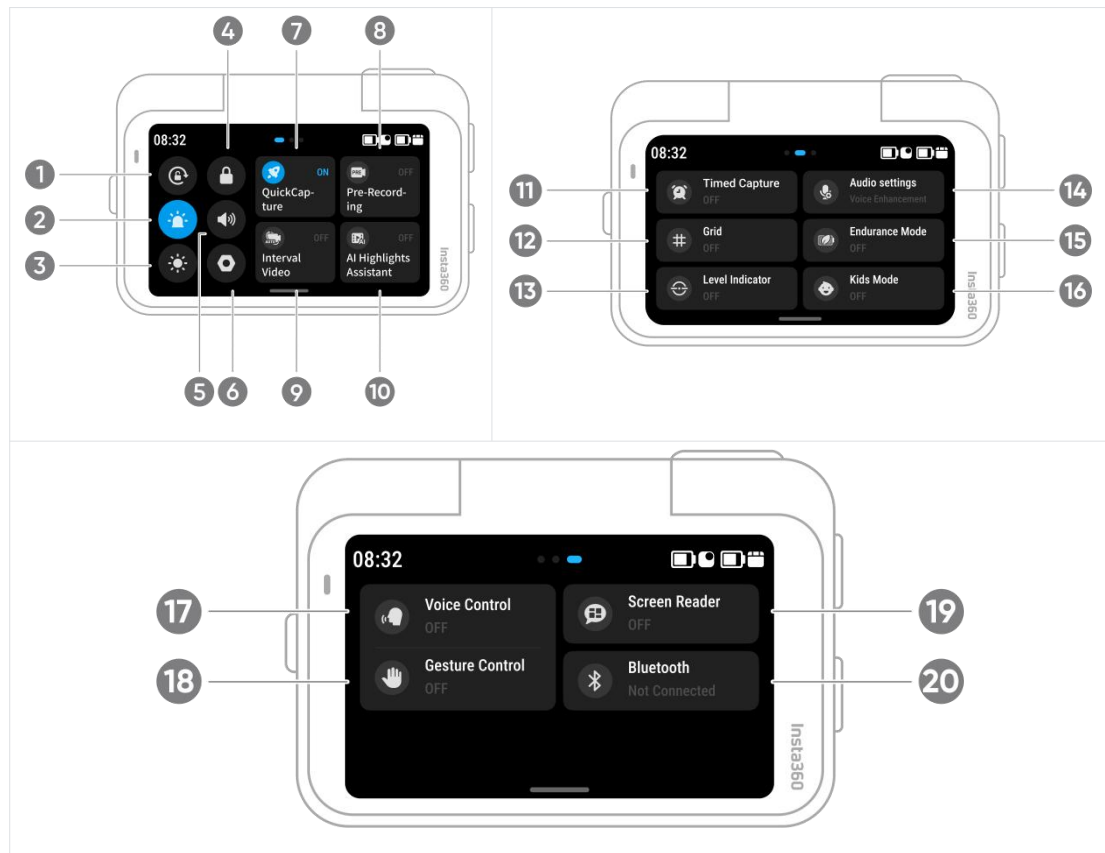 4
7
8
08:32
1
ON
PRE
OFF
QuickCap-
ture
Pre-Record-
ing
2
OFF
AI
OFF
3
Interval
Video
AI Highlights
Assistant
Insta360
5
6
9
10
08:32
11
Timed Capture
OFF
Audio settings
Voice Enhancement
14
12
Grid
OFF
Endurance Mode
OFF
15
13
Level Indicator
OFF
Kids Mode
OFF
16
Insta360
08:32
17
Voice Control
OFF
Screen Reader
OFF
19
18
Gesture Control
OFF
Bluetooth
Not Connected
20
Insta360